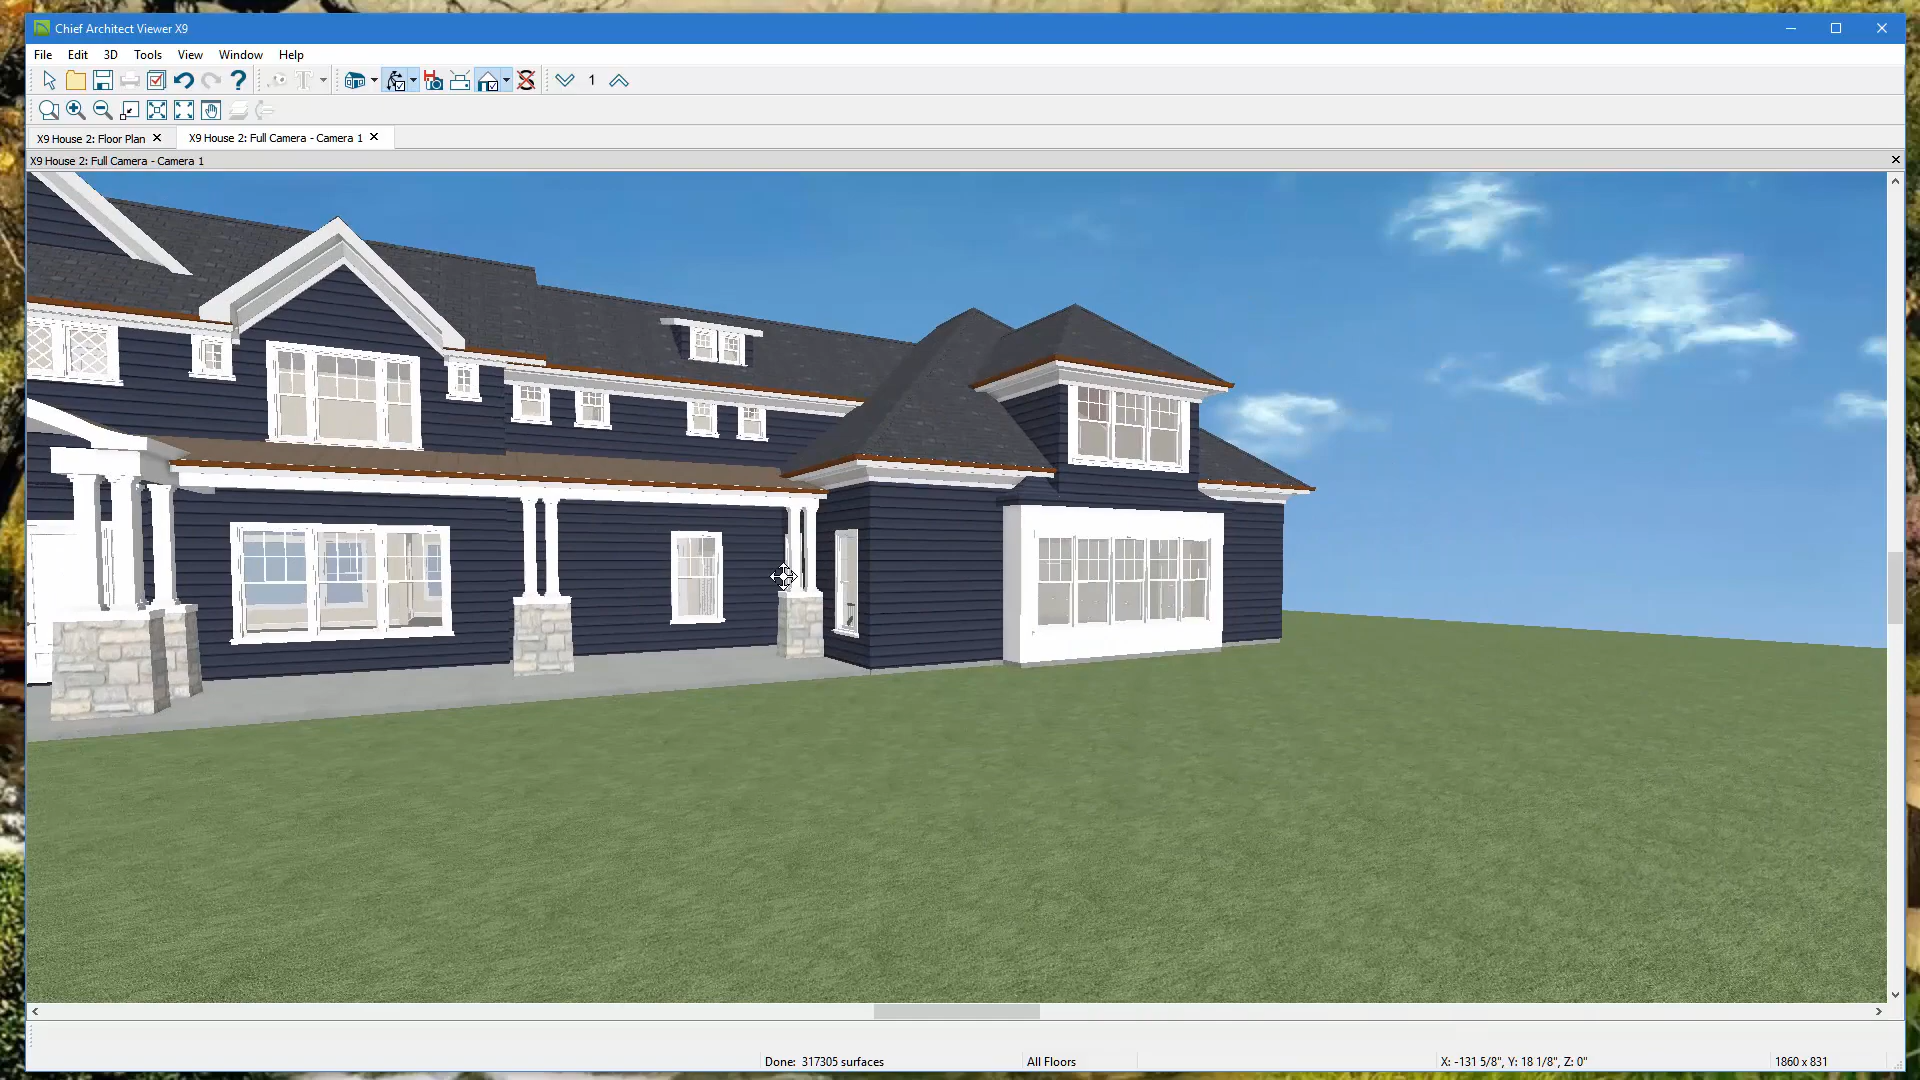 Chief Architect Viewer X9
File Edit 3D Tools View Window Help
1
X9 House 2: Floor Plan X9 House 2: Full Camera - Camera 1
X9 House 2: Full Camera - Camera 1
Done: 317305 surfaces All Floors X: -131 5/8", Y: 18 1/8", Z: 0" 1860 x 831